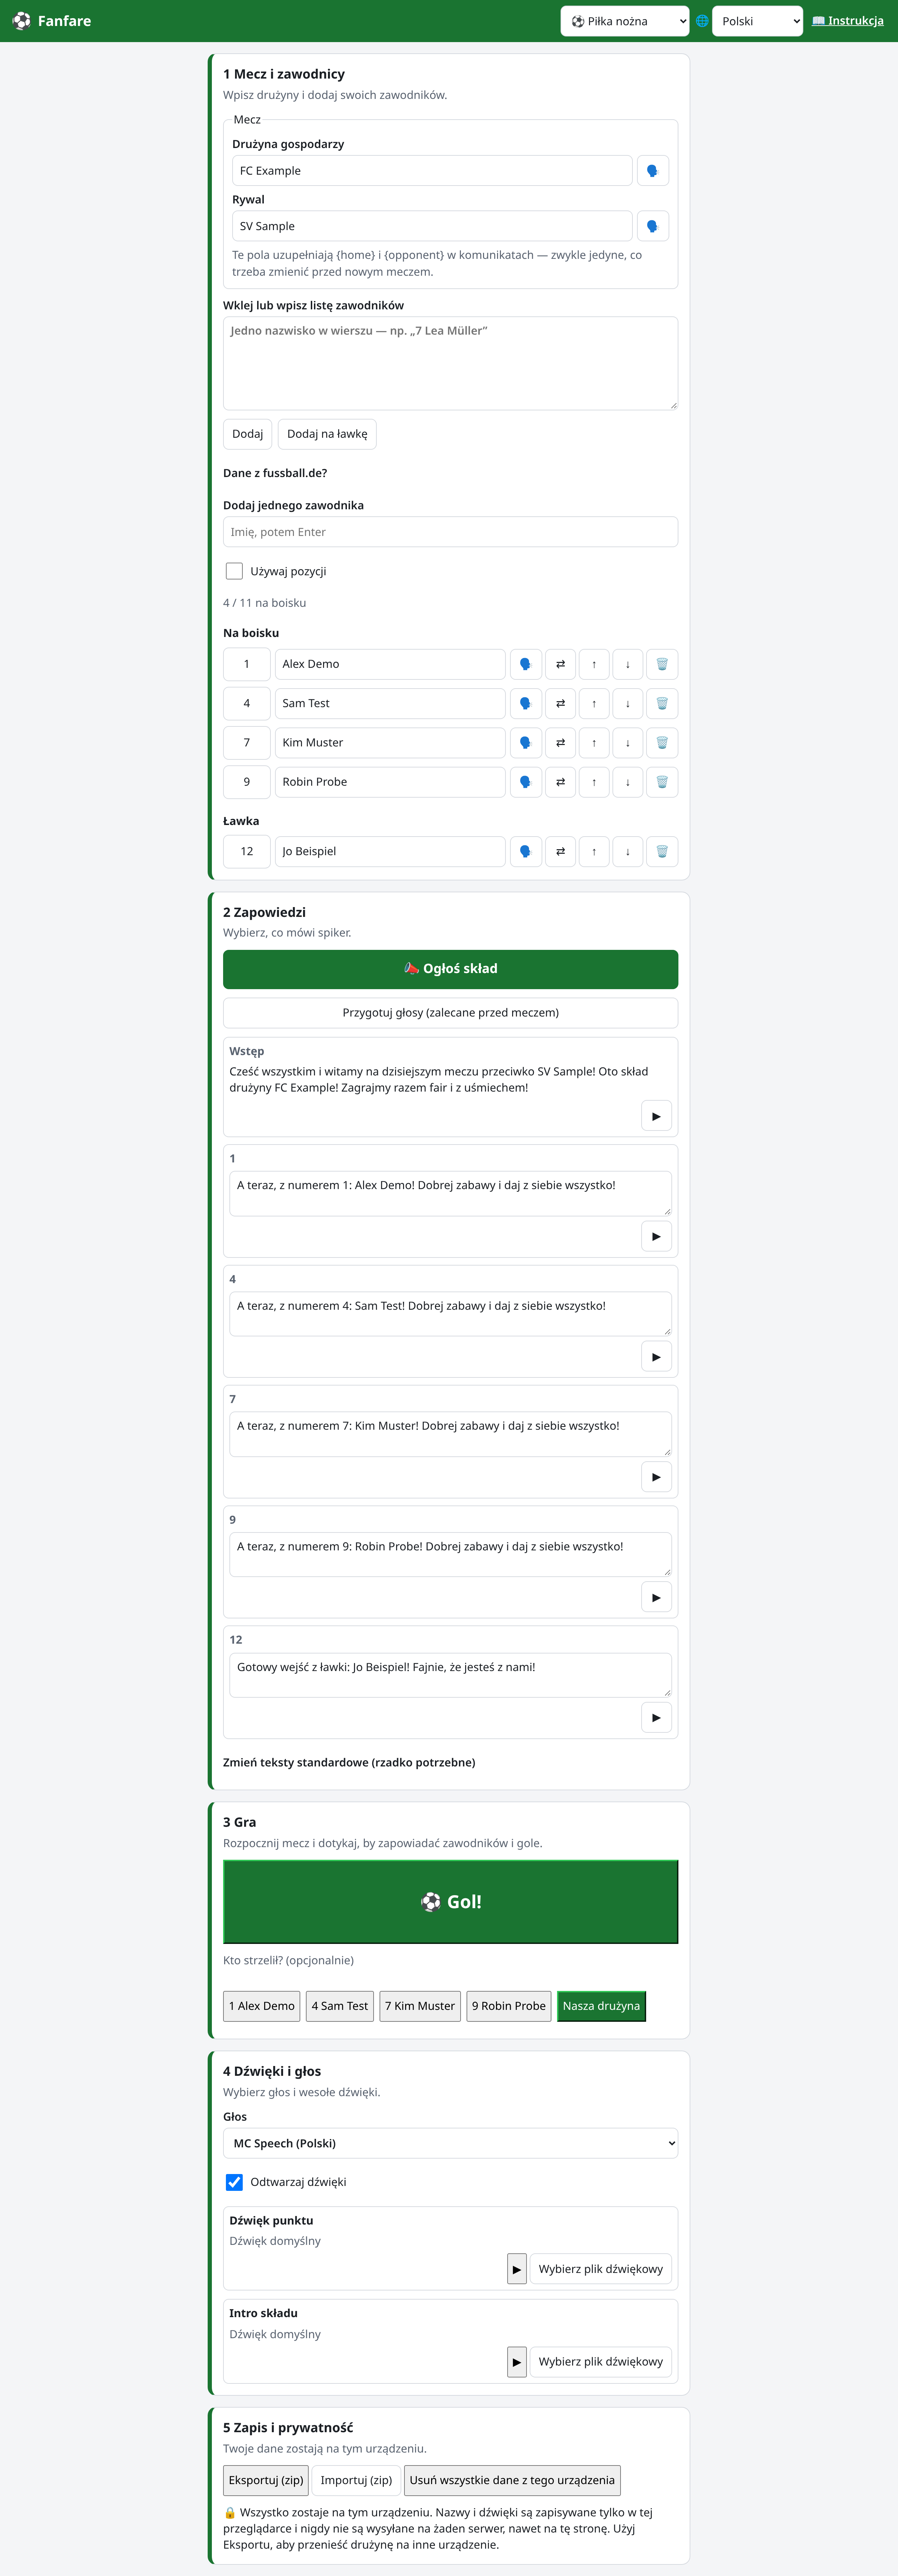 ⚽ Fanfare
⚽ Piłka nożna
🌐 Polski
📖 Instrukcja
1 Mecz i zawodnicy
Wpisz drużyny i dodaj swoich zawodników.
Mecz
Drużyna gospodarzy
FC Example
🗣️
Rywal
SV Sample
🗣️
Te pola uzupełniają {home} i {opponent} w komunikatach — zwykle jedyne, co
trzeba zmienić przed nowym meczem.
Wklej lub wpisz listę zawodników
Jedno nazwisko w wierszu — np. „7 Lea Müller”
Dodaj
Dodaj na ławkę
Dane z fussball.de?
Dodaj jednego zawodnika
Imię, potem Enter
Używaj pozycji
4 / 11 na boisku
Na boisku
1 Alex Demo 🗣️ ⇄ ↑ ↓ 🗑️
4 Sam Test 🗣️ ⇄ ↑ ↓ 🗑️
7 Kim Muster 🗣️ ⇄ ↑ ↓ 🗑️
9 Robin Probe 🗣️ ⇄ ↑ ↓ 🗑️
Ławka
12 Jo Beispiel 🗣️ ⇄ ↑ ↓ 🗑️
2 Zapowiedzi
Wybierz, co mówi spiker.
📣 Ogłoś skład
Przygotuj głosy (zalecane przed meczem)
Wstęp
Cześć wszystkim i witamy na dzisiejszym meczu przeciwko SV Sample! Oto skład
drużyny FC Example! Zagrajmy razem fair i z uśmiechem!
▶
1
A teraz, z numerem 1: Alex Demo! Dobrej zabawy i daj z siebie wszystko!
▶
4
A teraz, z numerem 4: Sam Test! Dobrej zabawy i daj z siebie wszystko!
▶
7
A teraz, z numerem 7: Kim Muster! Dobrej zabawy i daj z siebie wszystko!
▶
9
A teraz, z numerem 9: Robin Probe! Dobrej zabawy i daj z siebie wszystko!
▶
12
Gotowy wejść z ławki: Jo Beispiel! Fajnie, że jesteś z nami!
▶
Zmień teksty standardowe (rzadko potrzebne)
3 Gra
Rozpocznij mecz i dotykaj, by zapowiadać zawodników i gole.
⚽ Gol!
Kto strzelił? (opcjonalnie)
1 Alex Demo
4 Sam Test
7 Kim Muster
9 Robin Probe
Nasza drużyna
4 Dźwięki i głos
Wybierz głos i wesołe dźwięki.
Głos
MC Speech (Polski)
Odtwarzaj dźwięki
Dźwięk punktu
Dźwięk domyślny
▶ Wybierz plik dźwiękowy
Intro składu
Dźwięk domyślny
▶ Wybierz plik dźwiękowy
5 Zapis i prywatność
Twoje dane zostają na tym urządzeniu.
Eksportuj (zip)
Importuj (zip)
Usuń wszystkie dane z tego urządzenia
🔒 Wszystko zostaje na tym urządzeniu. Nazwy i dźwięki są zapisywane tylko w tej
przeglądarce i nigdy nie są wysyłane na żaden serwer, nawet na tę stronę. Użyj
Eksportu, aby przenieść drużynę na inne urządzenie.